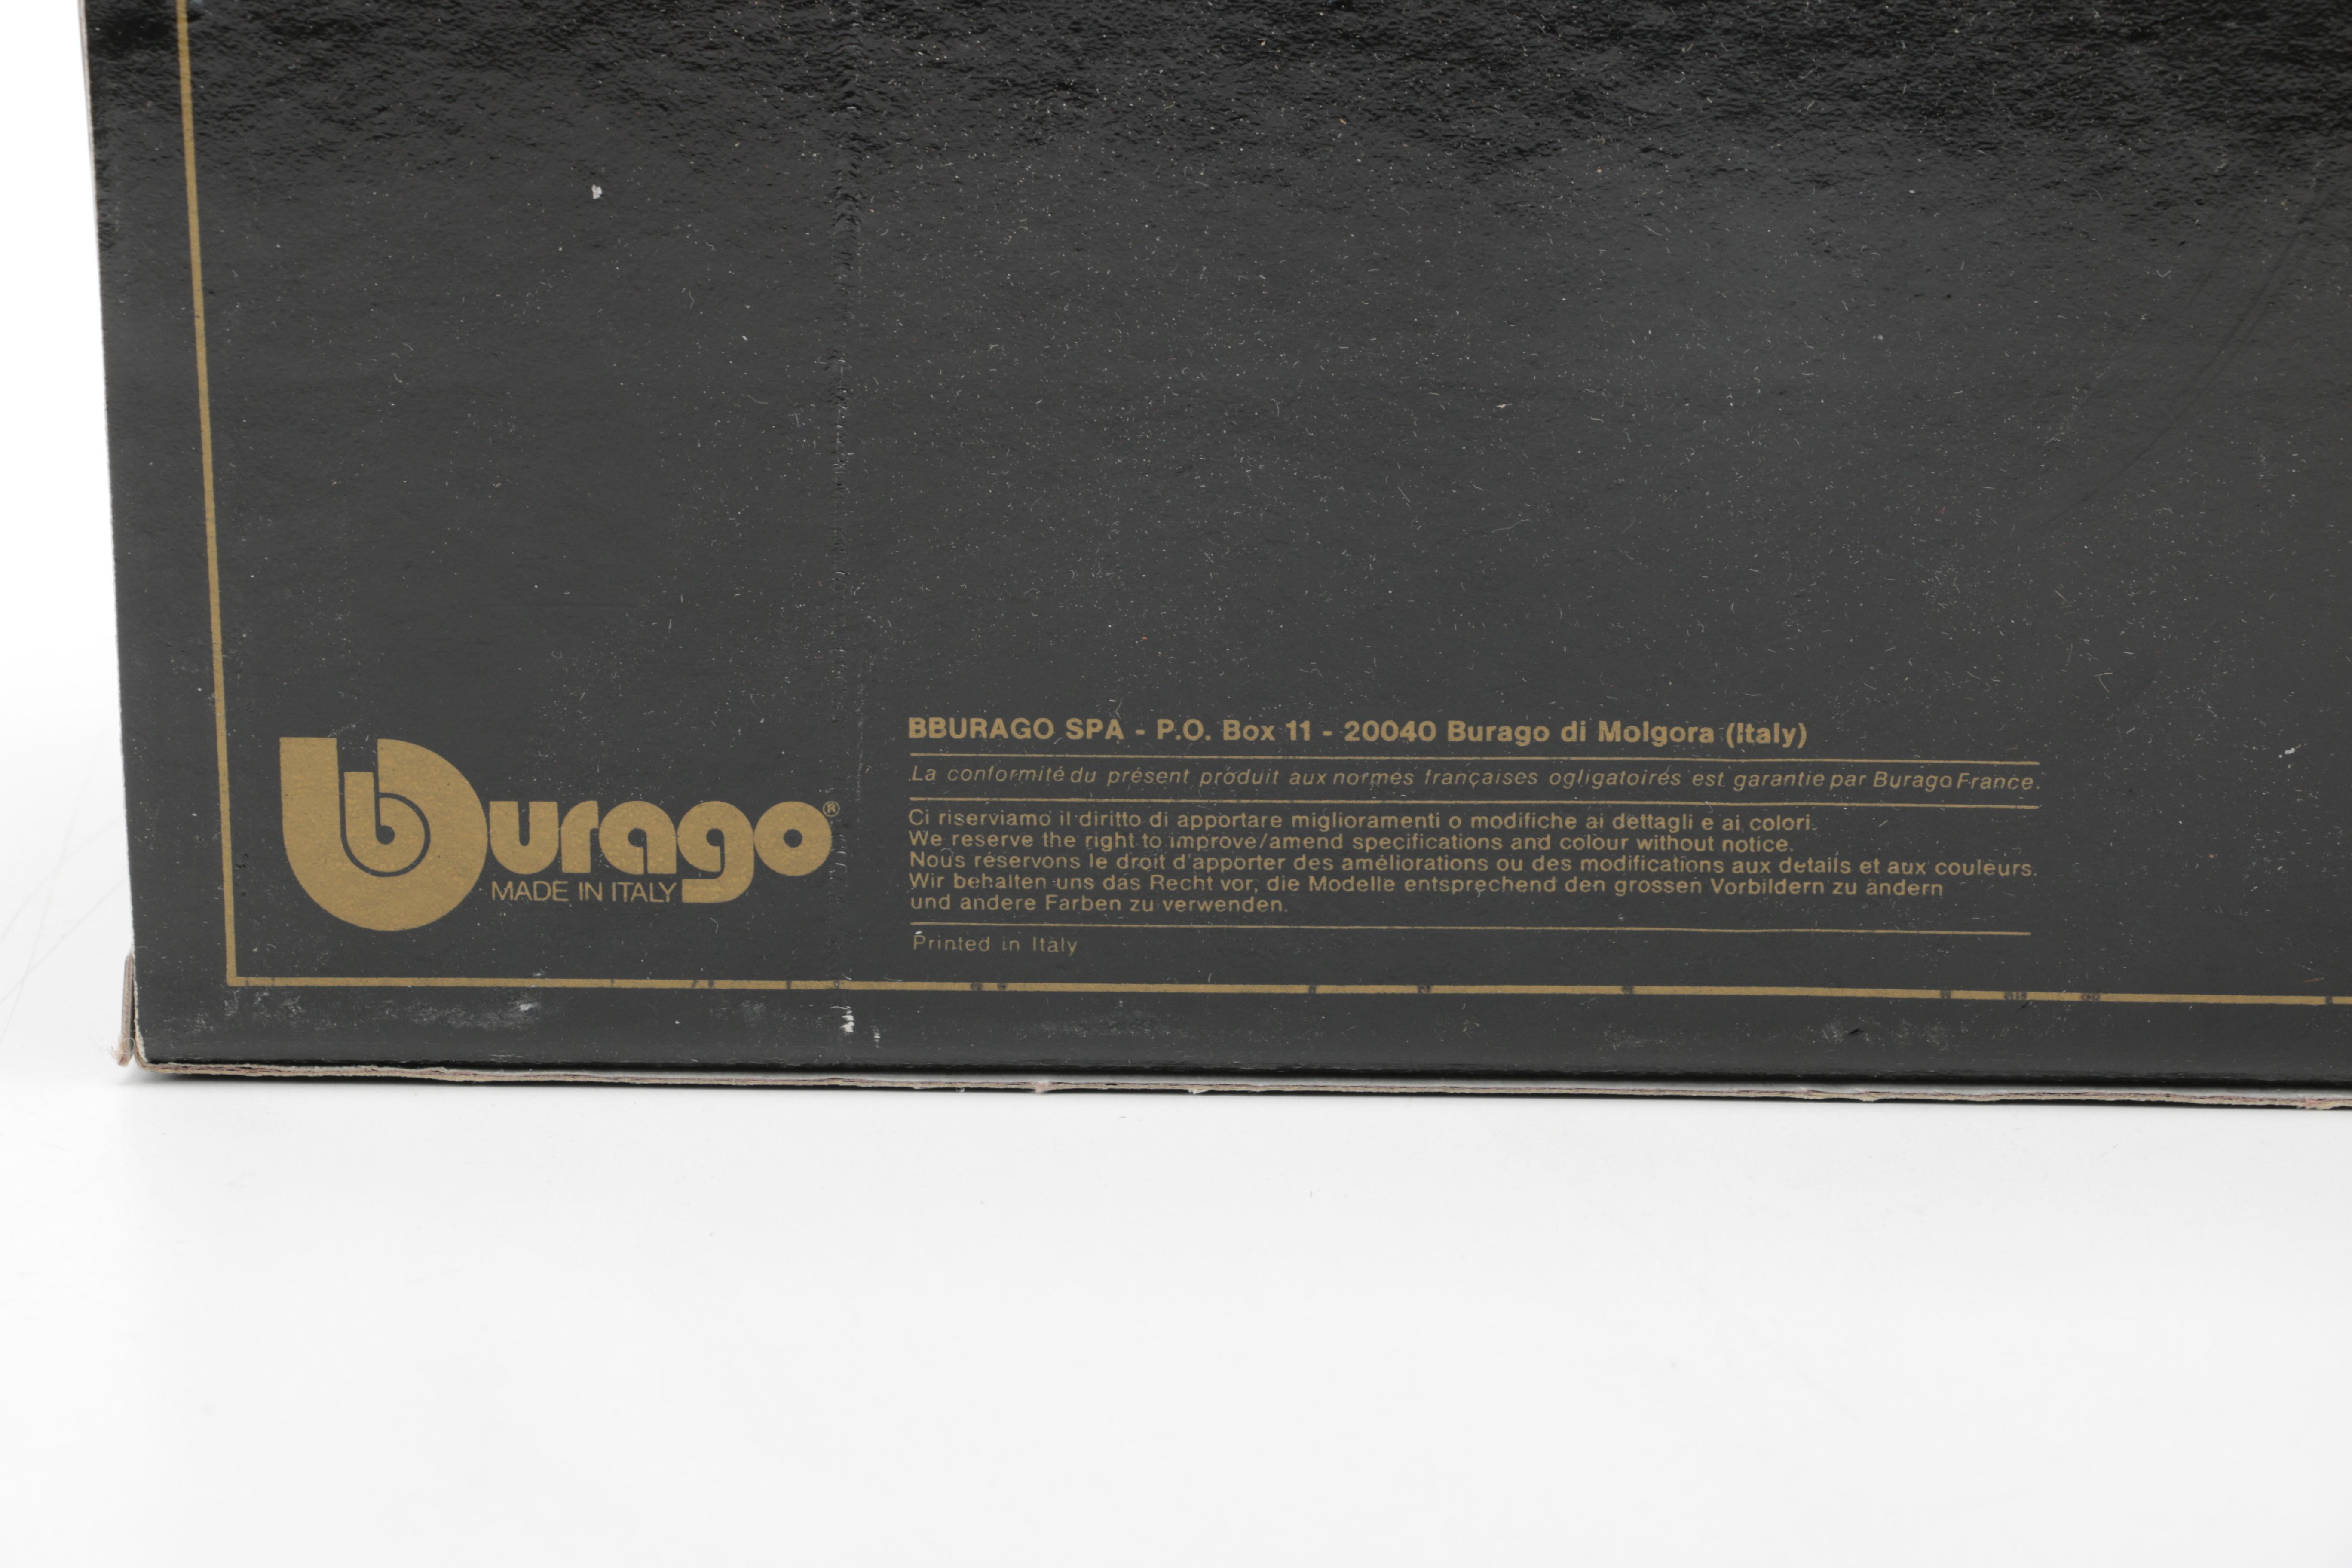 BBURAGO SPA - P.O. Box 11 - 20040 Burago di Molgora (Italy)
La conformité du présent produit aux normes françaises ogligatoires est garantie par Burago France.
Ci riserviamo il diritto di apportare miglioramenti o modifiche ai dettagli e ai colori.
We reserve the right to improve/amend specifications and colour without notice.
Nous réservons le droit d'apporter des améliorations ou des modifications aux details et aux couleurs.
Wir behalten uns das Recht vor, die Modelle entsprechend den grossen Vorbildern zu andern
und andere Farben zu verwenden.
Printed in Italy
burago®
MADE IN ITALY